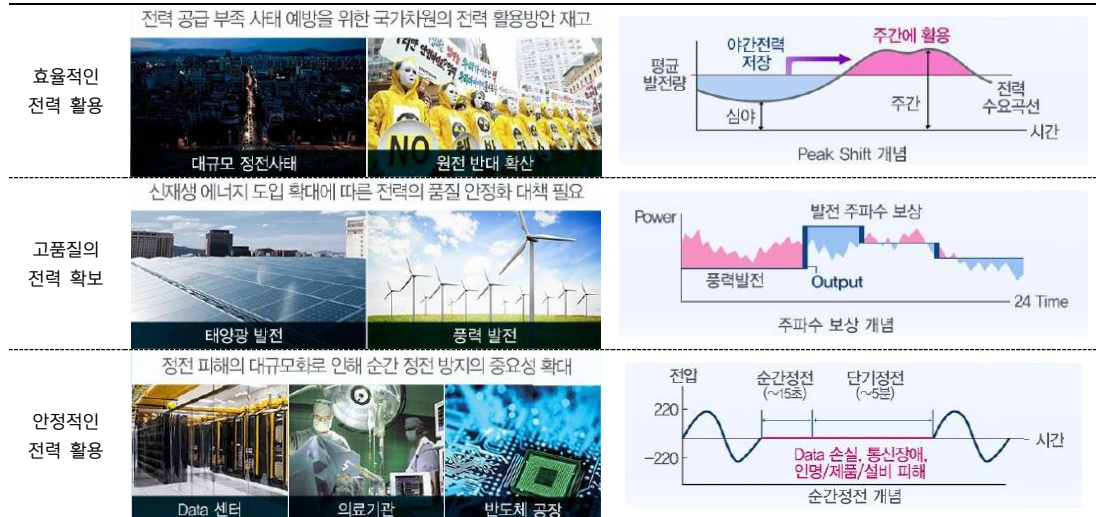 효율적인
전력 활용
전력 공급 부족 사태 예방을 위한 국가차원의 전력 활용방안 재고
대규모 정전사태
NO
원전 반대 확산
평균
발전량
야간전력
저장
주간에 활용
심야
주간
전력
수요곡선
시간
Peak Shift 개념
고품질의
전력 확보
신재생 에너지 도입 확대에 따른 전력의 품질 안정화 대책 필요
태양광 발전
풍력 발전
Power
발전 주파수 보상
풍력발전
Output
24 Time
주파수 보상 개념
안정적인
전력 활용
정전 피해의 대규모화로 인해 순간 정전 방지의 중요성 확대
Data 센터
의료기관
반도체 공장
전압
순간정전
(~15초)
단기정전
(~5분)
220
-220
시간
Data 손실, 통신장애,
인명/제품/설비 피해
순간정전 개념